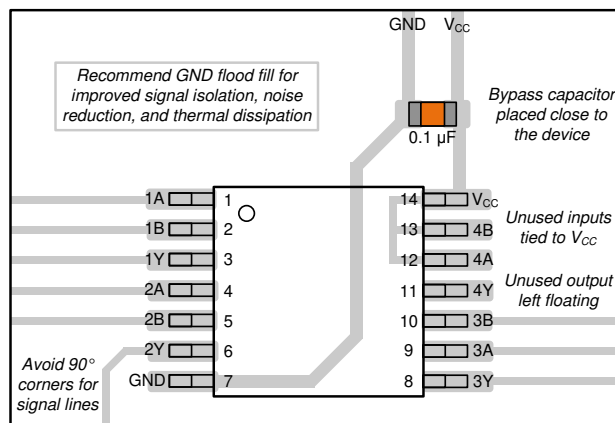 GND VCC
Recommend GND flood fill for
improved signal isolation, noise
reduction, and thermal dissipation
0.1 µF
Bypass capacitor
placed close to
the device
1A 1
1B 2
1Y 3
2A 4
2B 5
2Y 6
GND 7
14 VCC
13 4B
12 4A
11 4Y
10 3B
9 3A
8 3Y
Unused inputs
tied to VCC
Unused output
left floating
Avoid 90°
corners for
signal lines